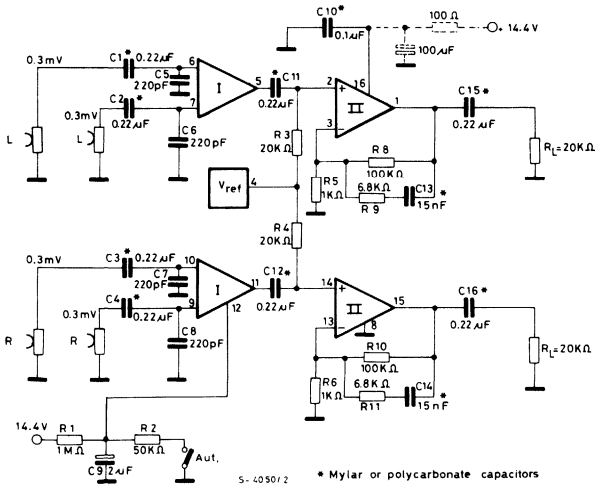 C10* 100Ω
0.1µF + 14.4V
100µF
0.3mV C1* 0.22µF
6 C5 220pF
I 5 * C11 0.22µF
2 + 16 II 1
C15* 0.22µF
L 0.3mV C2* 0.22µF 7
L C6 220pF
R3 20KΩ
3 −
R8 100KΩ
6.8KΩ C13*
R9 15nF
R5 1KΩ
RL=20KΩ
Vref 4
R4 20KΩ
0.3mV C3* 0.22µF
10 C7 220pF
I 11 C12* 0.22µF
14 + II 15
C16* 0.22µF
0.3mV C4* 0.22µF 9 12
R R C8 220pF
13 − 8
R10 100KΩ
6.8KΩ C14
R11 15nF*
R6 1KΩ
RL=20KΩ
14.4V R1 R2
1MΩ 50KΩ
C9 2µF Aut.
S-4050/2 * Mylar or polycarbonate capacitors